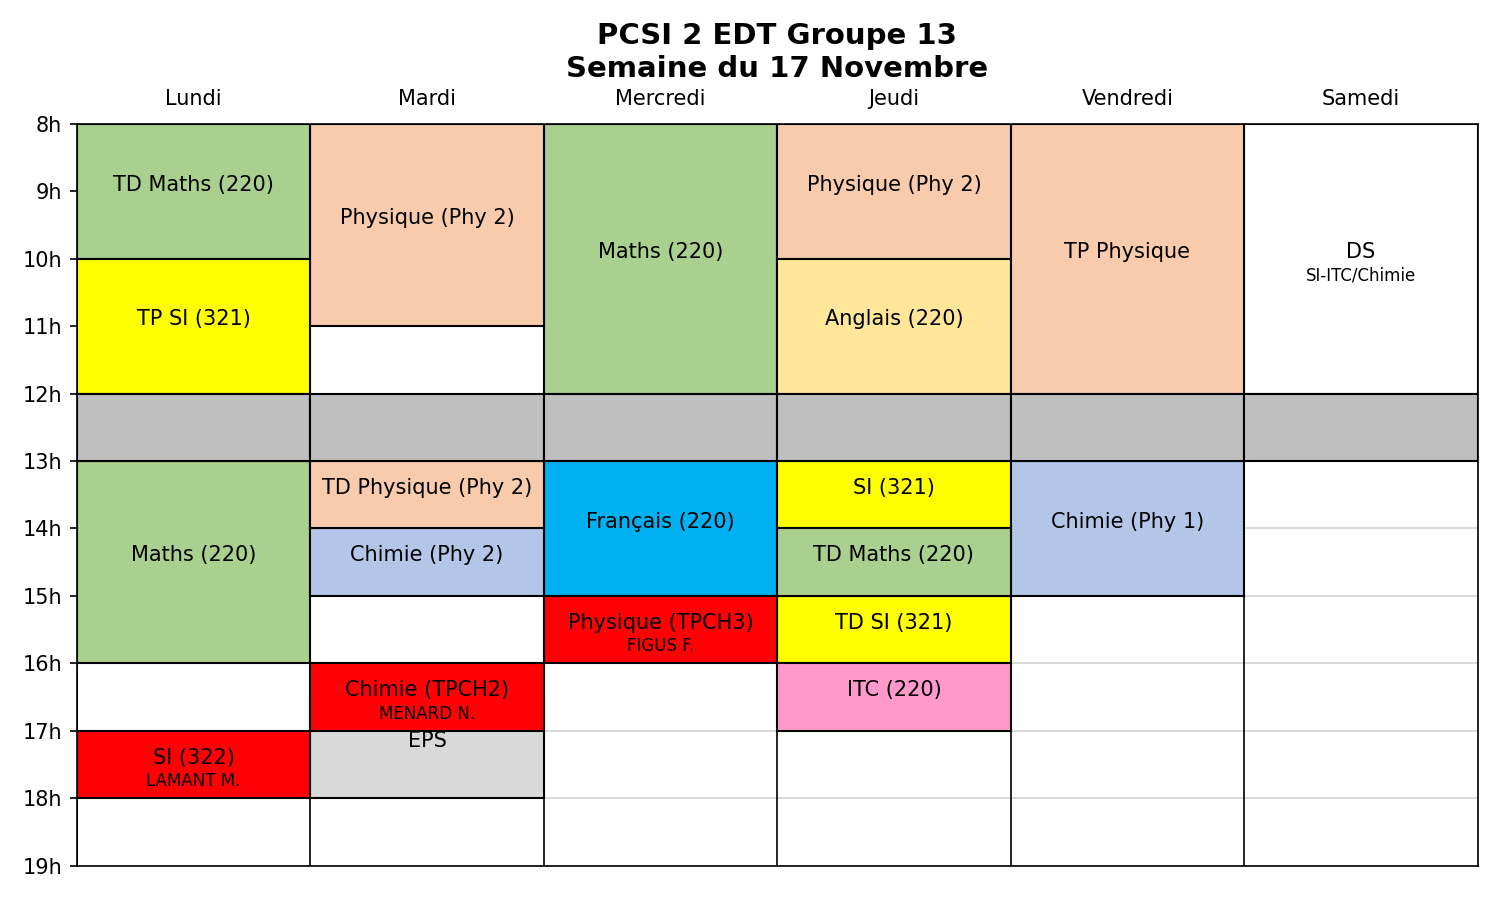 PCSI 2 EDT Groupe 13
Semaine du 17 Novembre
Lundi Mardi Mercredi Jeudi Vendredi Samedi
8h
TD Maths (220) Physique (Phy 2)
9h
Physique (Phy 2)
Maths (220) TP Physique DS
10h
SI-ITC/Chimie
TP SI (321) Anglais (220)
11h
12h
13h
TD Physique (Phy 2) SI (321)
Français (220) Chimie (Phy 1)
14h
Maths (220) Chimie (Phy 2) TD Maths (220)
15h
Physique (TPCH3) TD SI (321)
FIGUS F.
16h
Chimie (TPCH2) ITC (220)
MENARD N.
17h
EPS
SI (322)
LAMANT M.
18h
19h